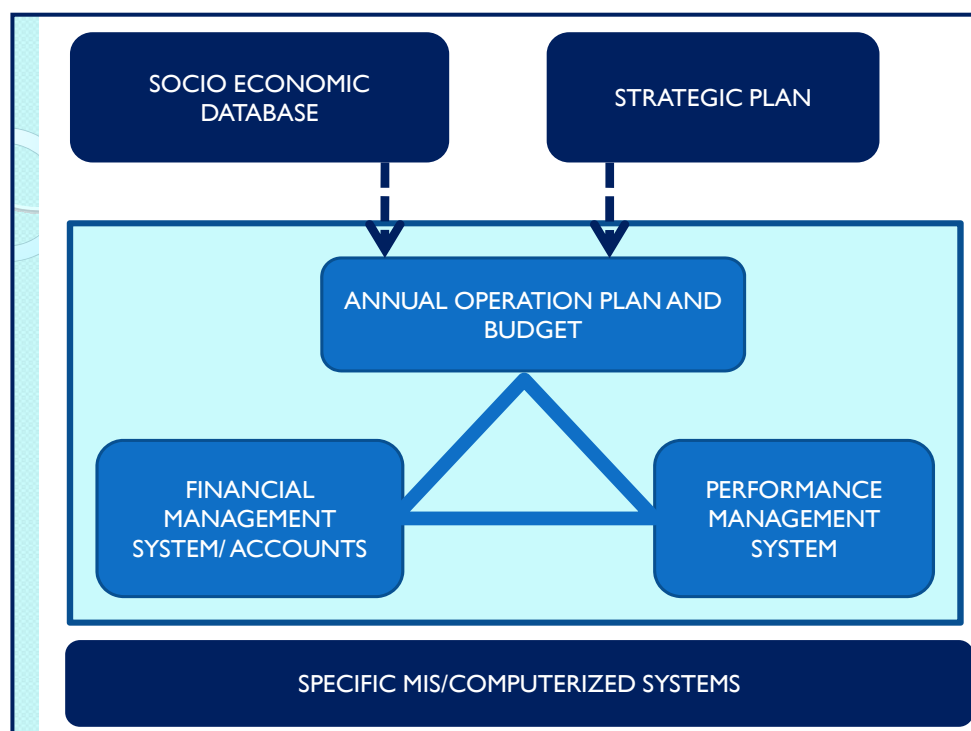 SOCIO ECONOMIC
DATABASE
STRATEGIC PLAN
ANNUAL OPERATION PLAN AND
BUDGET
FINANCIAL
MANAGEMENT
SYSTEM/ ACCOUNTS
PERFORMANCE
MANAGEMENT
SYSTEM
SPECIFIC MIS/COMPUTERIZED SYSTEMS